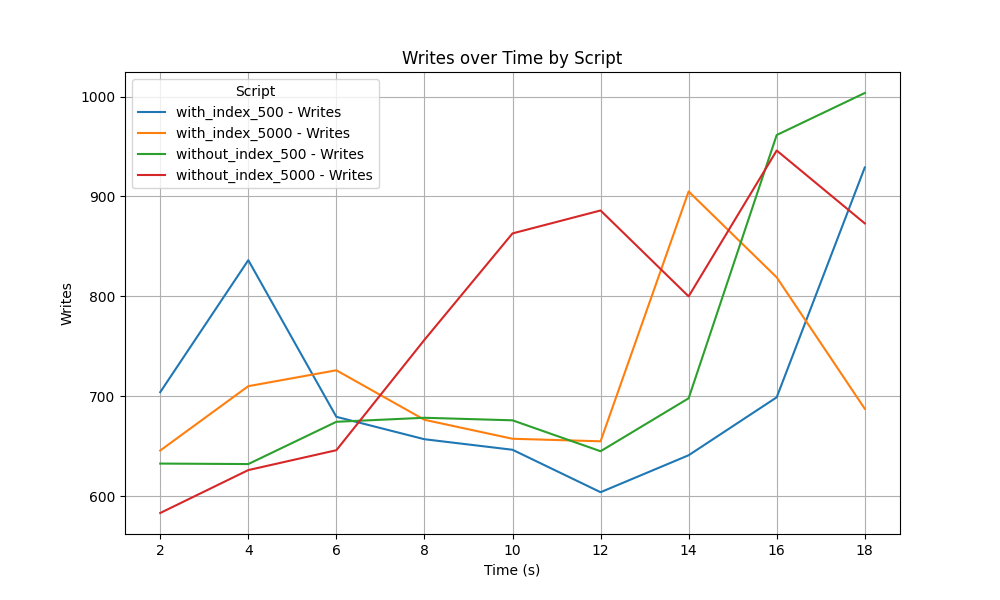 Writes over Time by Script
Script
with_index_500 - Writes
with_index_5000 - Writes
without_index_500 - Writes
without_index_5000 - Writes
1000
900
800
700
600
Writes
2 4 6 8 10 12 14 16 18
Time (s)